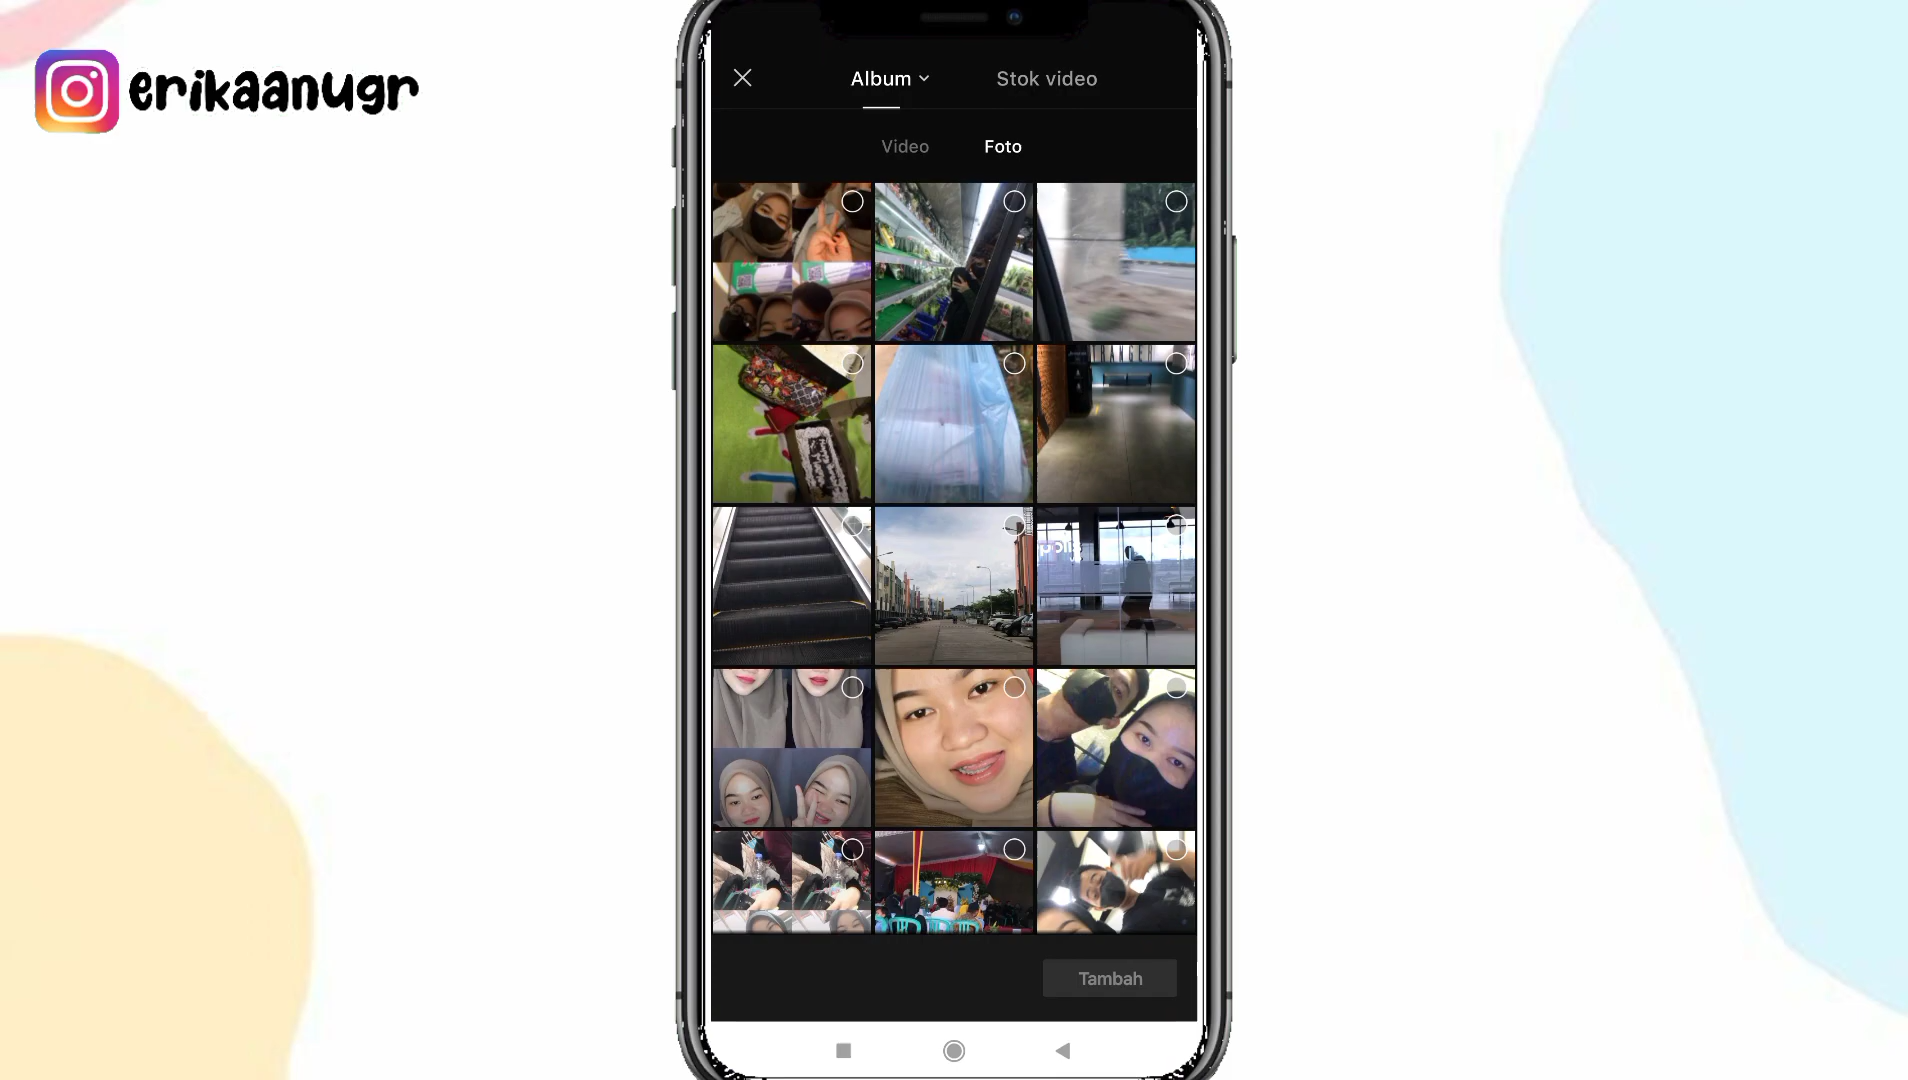 erikaanugr
Album
Stok video
Video
Foto
Tambah